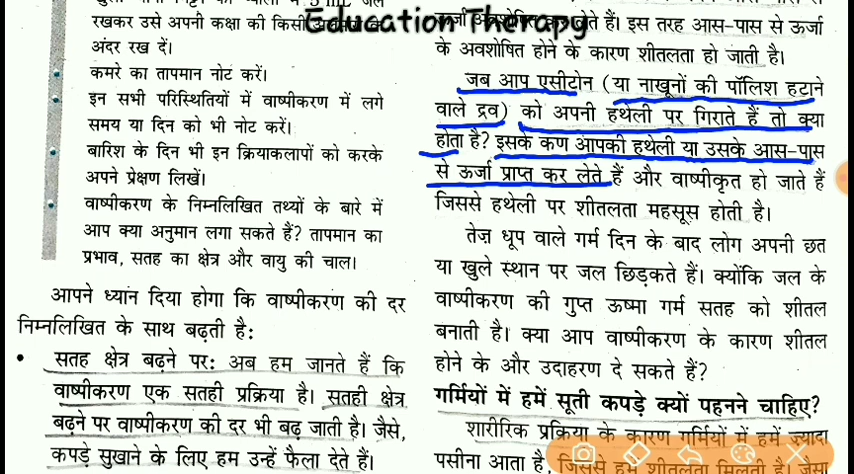 Education Therapy
रखकर उसे अपनी कक्षा की किसी
अंदर रख दें।
कमरे का तापमान नोट करें।
इन सभी परिस्थितियों में वाष्पीकरण में लगे
समय या दिन को भी नोट करें।
बारिश के दिन भी इन क्रियाकलापों को करके
अपने प्रेक्षण लिखें।
वाष्पीकरण के निम्नलिखित तथ्यों के बारे में
आप क्या अनुमान लगा सकते हैं? तापमान का
प्रभाव, सतह का क्षेत्र और वायु की चाल।
आपने ध्यान दिया होगा कि वाष्पीकरण की दर
निम्नलिखित के साथ बढ़ती है:
• सतह क्षेत्र बढ़ने पर: अब हम जानते हैं कि
वाष्पीकरण एक सतही प्रक्रिया है। सतही क्षेत्र
बढ़ने पर वाष्पीकरण की दर भी बढ़ जाती है। जैसे,
कपड़े सुखाने के लिए हम उन्हें फैला देते हैं।
ऊर्जा अवशोषित कर लेते हैं। इस तरह आस-पास से ऊर्जा
के अवशोषित होने के कारण शीतलता हो जाती है।
जब आप एसीटोन (या नाखूनों की पॉलिश हटाने
वाले द्रव) को अपनी हथेली पर गिराते हैं तो क्या
होता है? इसके कण आपकी हथेली या उसके आस-पास
से ऊर्जा प्राप्त कर लेते हैं और वाष्पीकृत हो जाते हैं
जिससे हथेली पर शीतलता महसूस होती है।
तेज़ धूप वाले गर्म दिन के बाद लोग अपनी छत
या खुले स्थान पर जल छिड़कते हैं। क्योंकि जल के
वाष्पीकरण की गुप्त ऊष्मा गर्म सतह को शीतल
बनाती है। क्या आप वाष्पीकरण के कारण शीतल
होने के और उदाहरण दे सकते हैं?
गर्मियों में हमें सूती कपड़े क्यों पहनने चाहिए?
शारीरिक प्रक्रिया के कारण गर्मियों में हमें ज़्यादा
पसीना आता है, जिससे हमें शीतलता मिलती है। जैसा